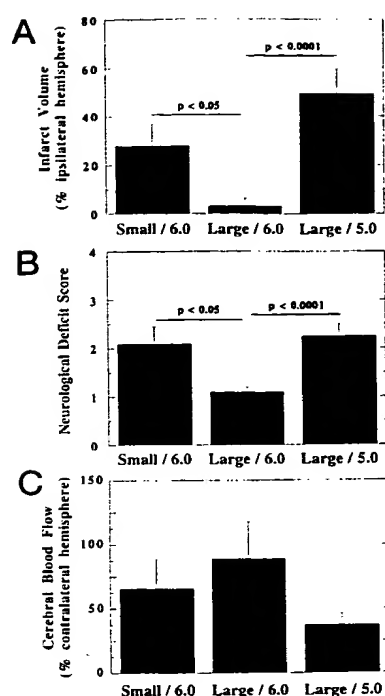 A
Infarct Volume
(% ipsilateral hemisphere)
80
60
40
20
0
p < 0.0001
p < 0.05
Small / 6.0 Large / 6.0 Large / 5.0
B
Neurological Deficit Score
4
3
2
1
0
p < 0.05 p < 0.0001
Small / 6.0 Large / 6.0 Large / 5.0
C
Cerebral Blood Flow
(% contralateral hemisphere)
150
100
50
0
Small / 6.0 Large / 6.0 Large / 5.0